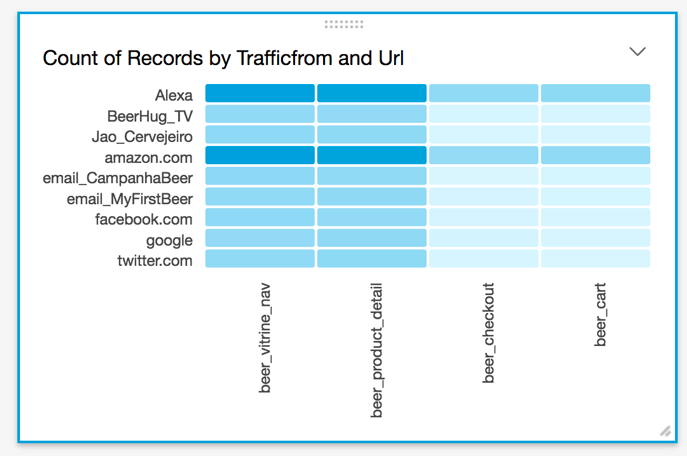 Count of Records by Trafficfrom and Url
Alexa
BeerHug_TV
Jao_Cervejeiro
amazon.com
email_CampanhaBeer
email_MyFirstBeer
facebook.com
google
twitter.com
beer_vitrine_nav
beer_product_detail
beer_checkout
beer_cart